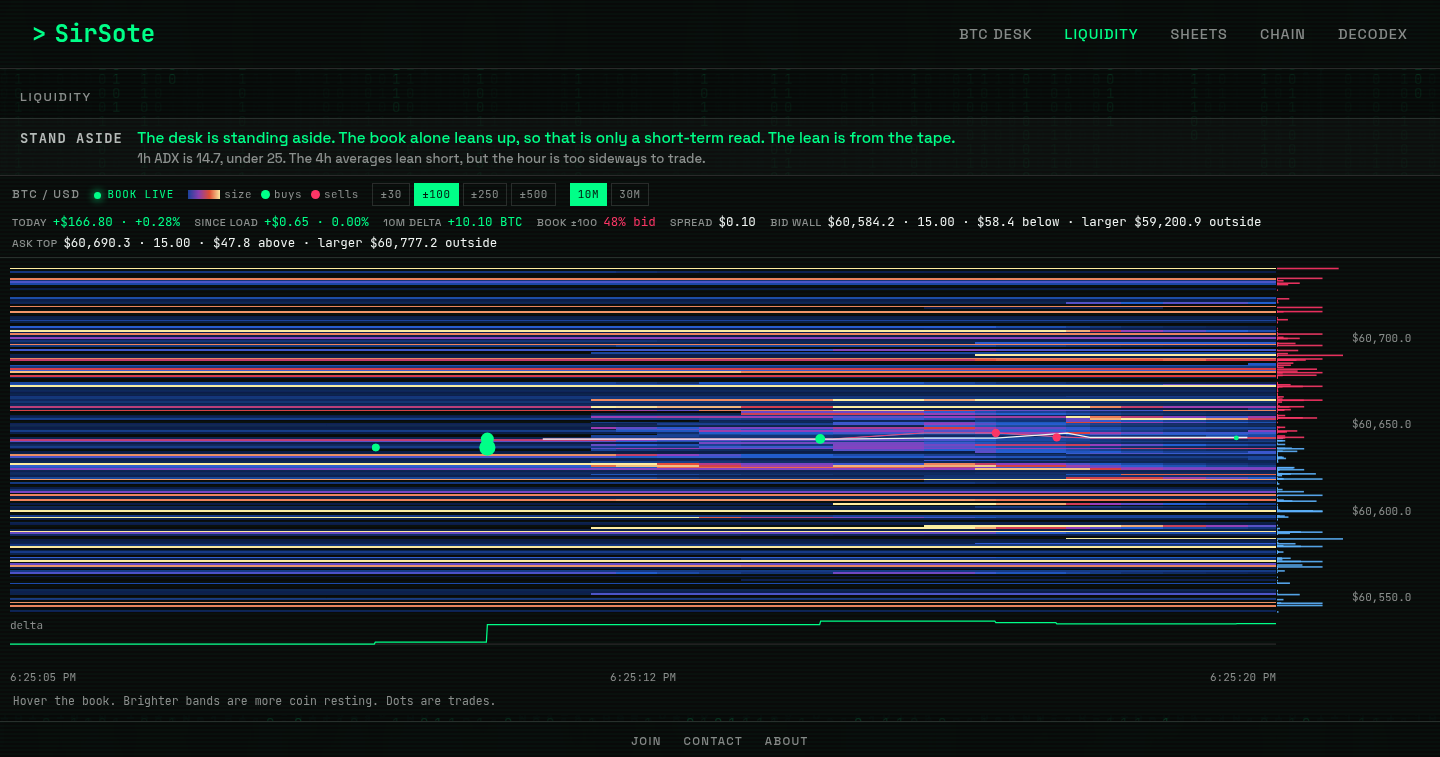 > SirSote
BTC DESK LIQUIDITY SHEETS CHAIN DECODEX
LIQUIDITY
STAND ASIDE The desk is standing aside. The book alone leans up, so that is only a short-term read. The lean is from the tape.
1h ADX is 14.7, under 25. The 4h averages lean short, but the hour is too sideways to trade.
BTC / USD BOOK LIVE size buys sells ±30 ±100 ±250 ±500 10M 30M
TODAY +$166.80 · +0.28% SINCE LOAD +$0.65 · 0.00% 10M DELTA +10.10 BTC BOOK ±100 48% bid SPREAD $0.10 BID WALL $60,584.2 · 15.00 · $58.4 below · larger $59,200.9 outside
ASK TOP $60,690.3 · 15.00 · $47.8 above · larger $60,777.2 outside
$60,700.0
$60,650.0
$60,600.0
$60,550.0
delta
6:25:05 PM 6:25:12 PM 6:25:20 PM
Hover the book. Brighter bands are more coin resting. Dots are trades.
JOIN CONTACT ABOUT